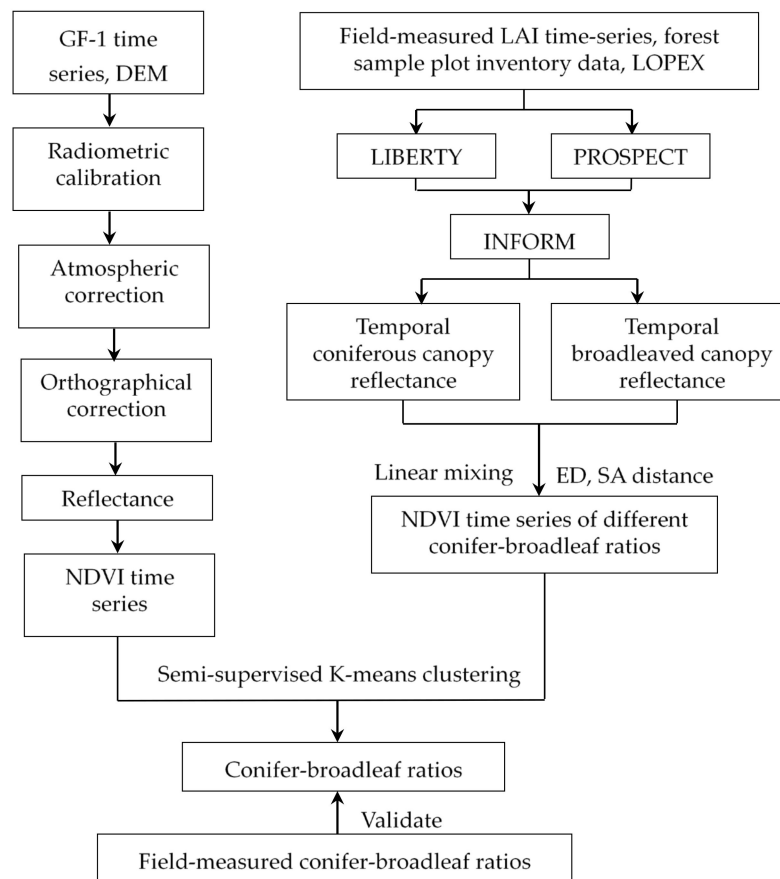 GF-1 time
series, DEM
Radiometric
calibration
Atmospheric
correction
Orthographical
correction
Reflectance
NDVI time
series
Field-measured LAI time-series, forest
sample plot inventory data, LOPEX
LIBERTY
PROSPECT
INFORM
Temporal
coniferous canopy
reflectance
Temporal
broadleaved canopy
reflectance
Linear mixing
ED, SA distance
NDVI time series of different
conifer-broadleaf ratios
Semi-supervised K-means clustering
Conifer-broadleaf ratios
Validate
Field-measured conifer-broadleaf ratios